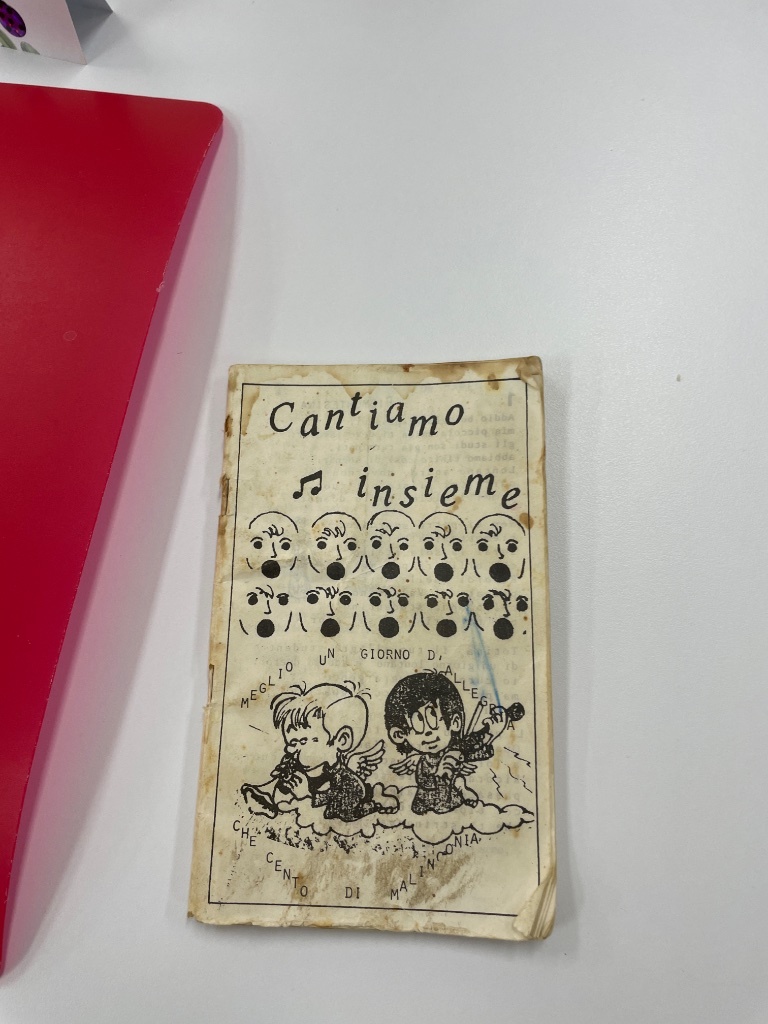 Cantiamo
insieme
MEGLIO UN GIORNO D'ALLEGRIA
CHE CENTO DI MALINCONIA